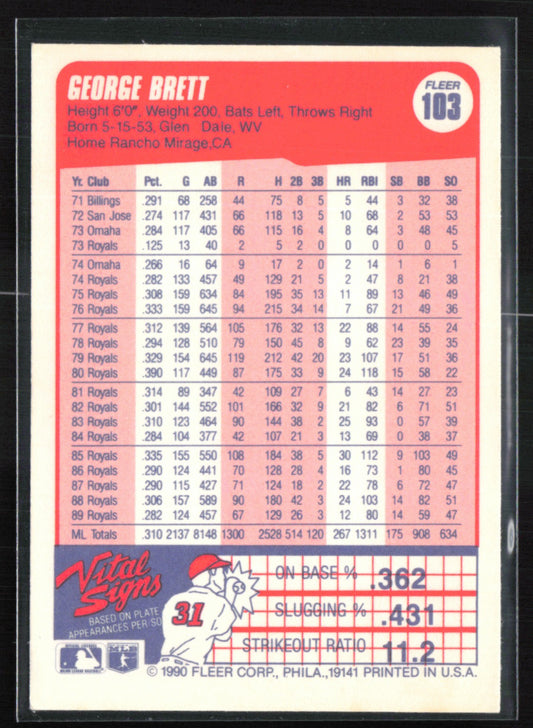 GEORGE BRETT
FLEER
103
Height 6'0", Weight 200, Bats Left, Throws Right
Born 5-15-53, Glen Dale, WV
Home Rancho Mirage,CA
Yr. Club Pct. G AB R H 2B 3B HR RBI SB BB SO
71 Billings .291 68 258 44 75 8 5 5 44 3 32 38
72 San Jose .274 117 431 66 118 13 5 10 68 2 53 53
73 Omaha .284 117 405 66 115 16 4 8 64 3 48 45
73 Royals .125 13 40 2 5 2 0 0 0 0 0 5
74 Omaha .266 16 64 9 17 2 0 2 14 1 6 1
74 Royals .282 133 457 49 129 21 5 2 47 8 21 38
75 Royals .308 159 634 84 195 35 13 11 89 13 46 49
76 Royals .333 159 645 94 215 34 14 7 67 21 49 36
77 Royals .312 139 564 105 176 32 13 22 88 14 55 24
78 Royals .294 128 510 79 150 45 8 9 62 23 39 35
79 Royals .329 154 645 119 212 42 20 23 107 17 51 36
80 Royals .390 117 449 87 175 33 9 24 118 15 58 22
81 Royals .314 89 347 42 109 27 7 6 43 14 27 23
82 Royals .301 144 552 101 166 32 9 21 82 6 71 51
83 Royals .310 123 464 90 144 38 2 25 93 0 57 39
84 Royals .284 104 377 42 107 21 3 13 69 0 38 37
85 Royals .335 155 550 108 184 38 5 30 112 9 103 49
86 Royals .290 124 441 70 128 28 4 16 73 1 80 45
87 Royals .290 115 427 71 124 18 2 22 78 6 72 47
88 Royals .306 157 589 90 180 42 3 24 103 14 82 51
89 Royals .282 124 457 67 129 26 3 12 80 14 59 47
ML Totals .310 2137 8148 1300 2528 514 120 267 1311 175 908 634
Vital
Signs
BASED ON PLATE
APPEARANCES PER SO
31
ON BASE % .362
SLUGGING % .431
STRIKEOUT RATIO 11.2
© 1990 FLEER CORP., PHILA., 19141 PRINTED IN U.S.A.